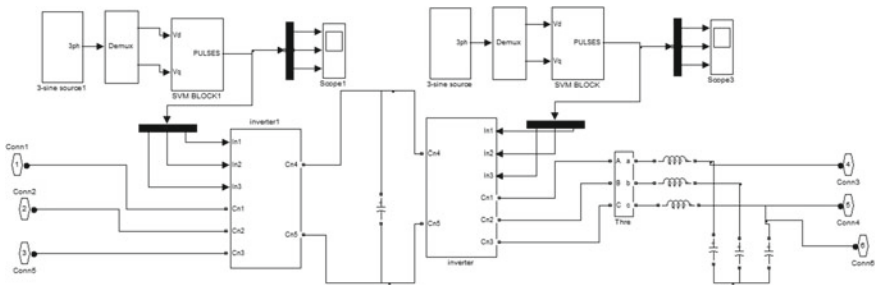 3ph
Demux
Vd
Vq
PULSES
3-sine source1
SVM BLOCK1
Scope1
3ph
Demux
Vd
Vq
PULSES
3-sine source
SVM BLOCK
Scope3
inverter1
In1
In2
In3
Cn1
Cn2
Cn3
Cn4
Cn5
Conn1
1
Conn2
2
3
Conn5
Cn4
Cn5
In1
In2
In3
Cn1
Cn2
Cn3
inverter
A a
B b
C c
Thre
4
Conn3
5
Conn4
6
Conn6